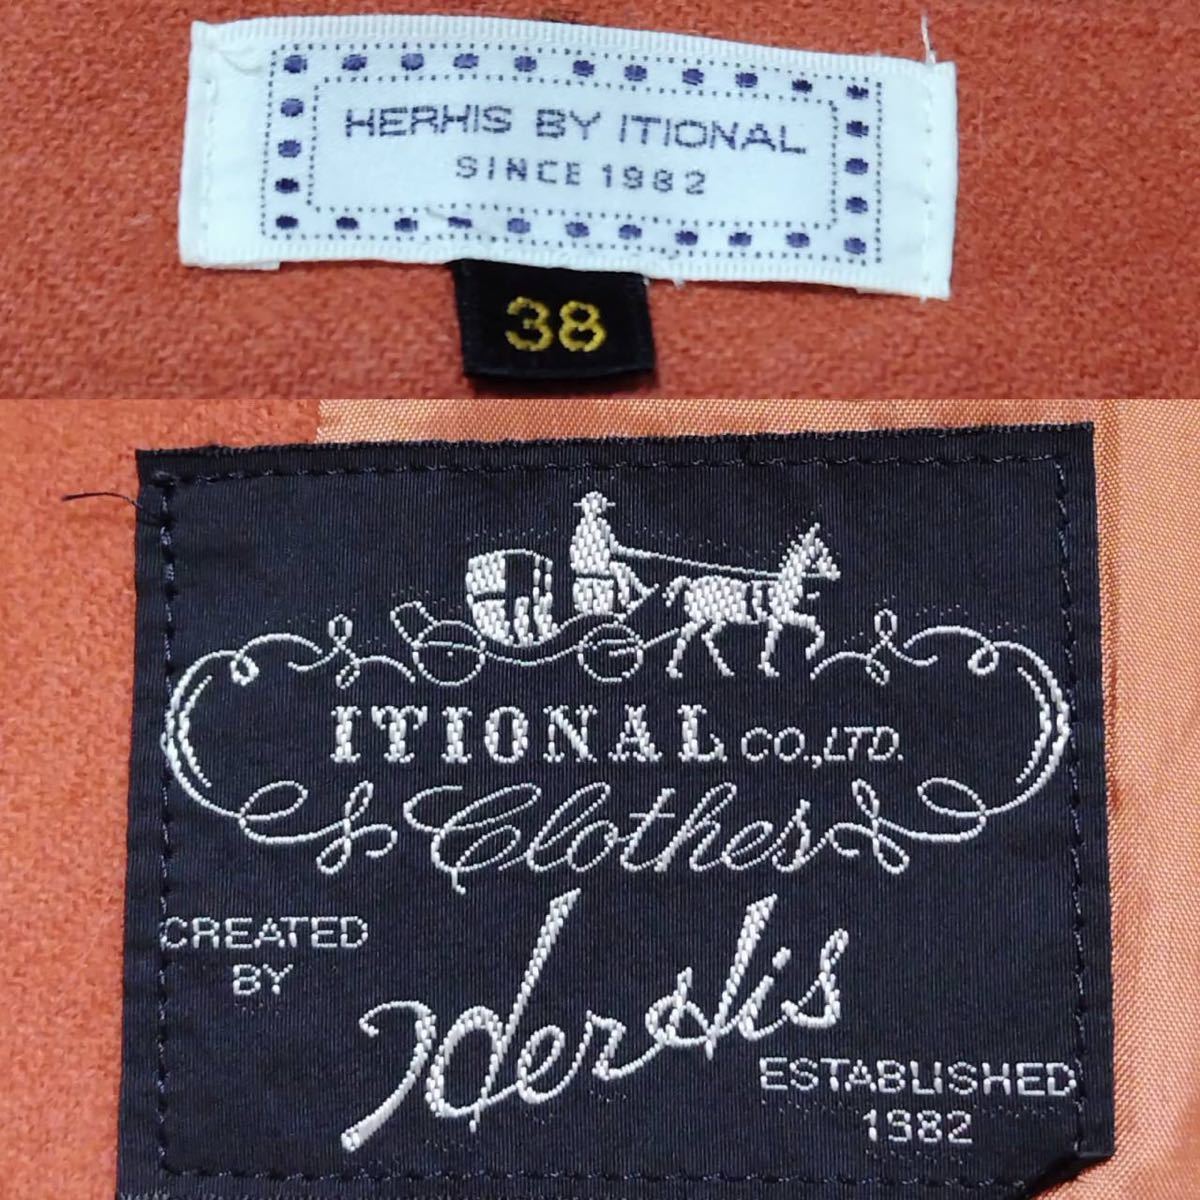 HERHIS BY ITIONAL
SINCE 1982
38
ITIONAL CO.,LTD.
Clothes
CREATED
BY
HerHis
ESTABLISHED
1982